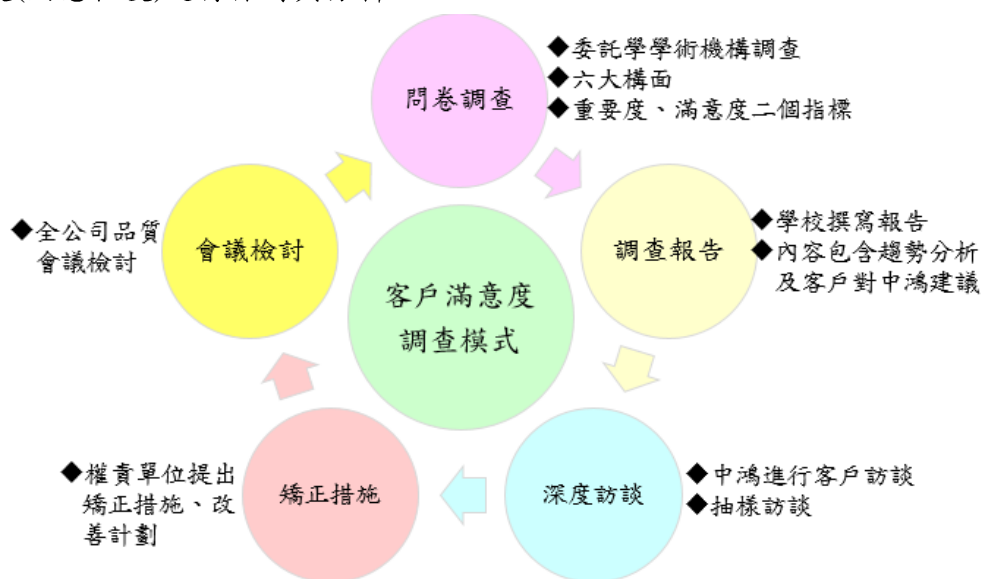 問卷調查
◆委託學學術機構調查
◆六大構面
◆重要度、滿意度二個指標
調查報告
◆學校撰寫報告
◆內容包含趨勢分析
及客戶對中鴻建議
深度訪談
◆中鴻進行客戶訪談
◆抽樣訪談
矯正措施
◆權責單位提出
矯正措施、改
善計劃
會議檢討
◆全公司品質
會議檢討
客戶滿意度
調查模式